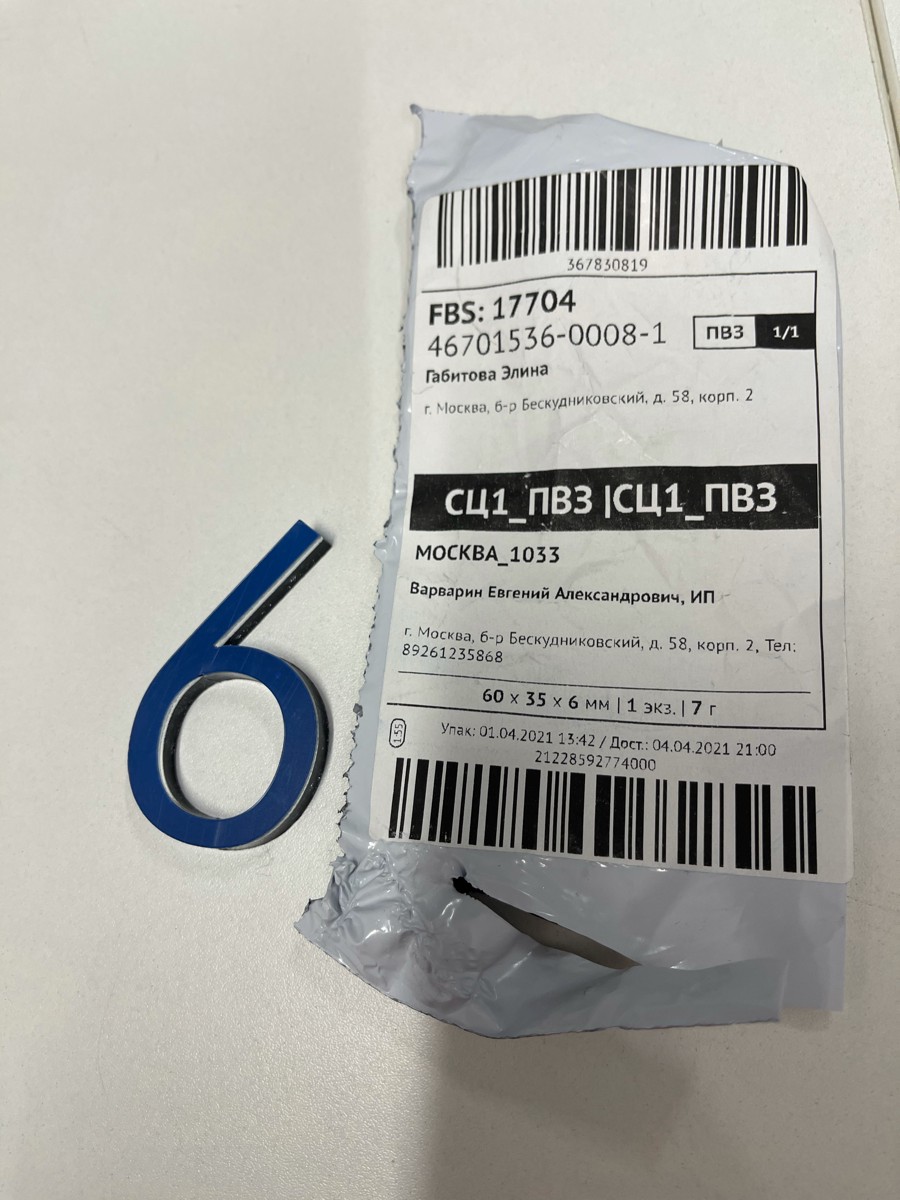 367830819
FBS: 17704
46701536-0008-1
ПВЗ 1/1
Габитова Элина
г. Москва, б-р Бескудниковский, д. 58, корп. 2
СЦ1_ПВЗ |СЦ1_ПВЗ
МОСКВА_1033
Варварин Евгений Александрович, ИП
г. Москва, б-р Бескудниковский, д. 58, корп. 2, Тел:
89261235868
60 x 35 x 6 мм | 1 экз. | 7 г
135
Упак: 01.04.2021 13:42 / Дост.: 04.04.2021 21:00
21228592774000
6